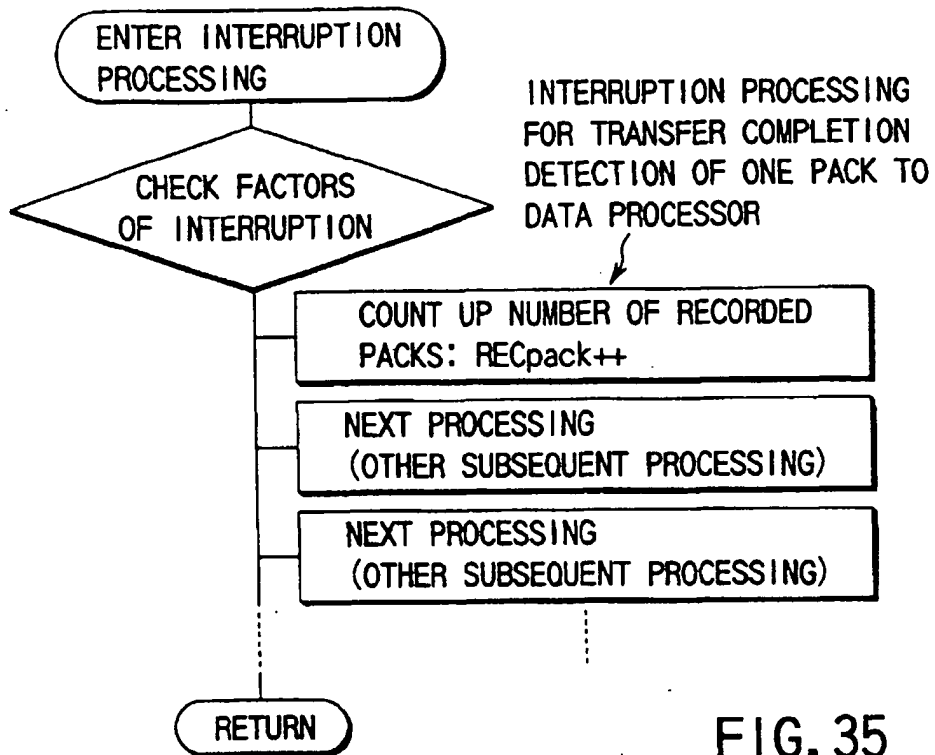 ENTER INTERRUPTION
PROCESSING
CHECK FACTORS
OF INTERRUPTION
INTERRUPTION PROCESSING
FOR TRANSFER COMPLETION
DETECTION OF ONE PACK TO
DATA PROCESSOR
COUNT UP NUMBER OF RECORDED
PACKS: RECpack++
NEXT PROCESSING
(OTHER SUBSEQUENT PROCESSING)
NEXT PROCESSING
(OTHER SUBSEQUENT PROCESSING)
RETURN
FIG. 35